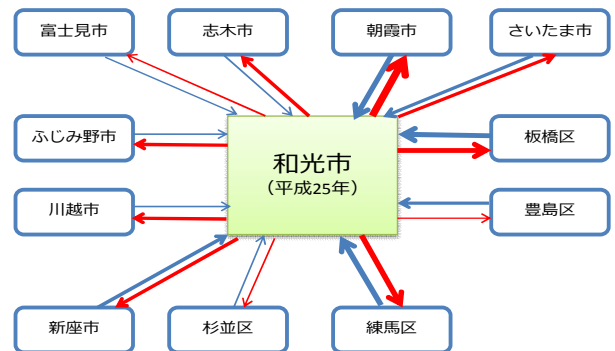 富士見市
志木市
朝霞市
さいたま市
ふじみ野市
和光市
（平成25年）
板橋区
川越市
豊島区
新座市
杉並区
練馬区